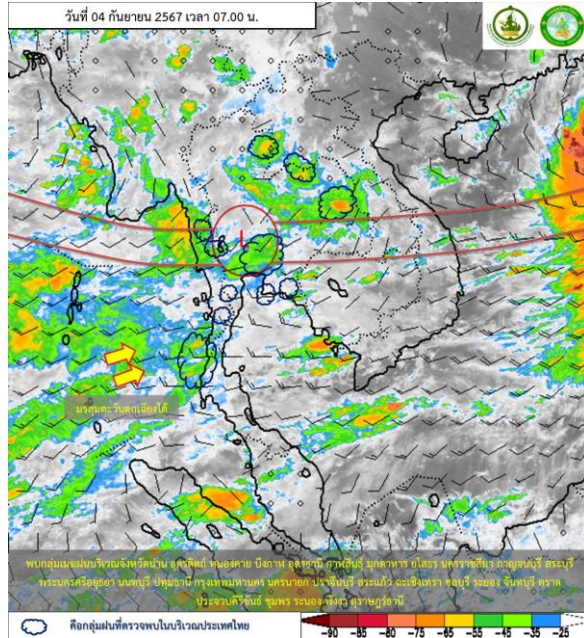 วันที่ 04 กันยายน 2567 เวลา 07.00 น.
L
มรสุมตะวันตกเฉียงใต้
พบกลุ่มเมฆฝนบริเวณจังหวัดน่าน อุตรดิตถ์ หนองคาย บึงกาฬ อุดรธานี กาฬสินธุ์ มุกดาหาร ยโสธร นครราชสีมา กาญจนบุรี สระบุรี
พระนครศรีอยุธยา นนทบุรี ปทุมธานี กรุงเทพมหานคร นครนายก ปราจีนบุรี สระแก้ว ฉะเชิงเทรา ชลบุรี ระยอง จันทบุรี ตราด
ประจวบคีรีขันธ์ ชุมพร ระนอง พังงา สุราษฎร์ธานี
คือกลุ่มฝนที่ตรวจพบในบริเวณประเทศไทย
-90 -85 -80 -75 -65 -55 -45 -35 -25